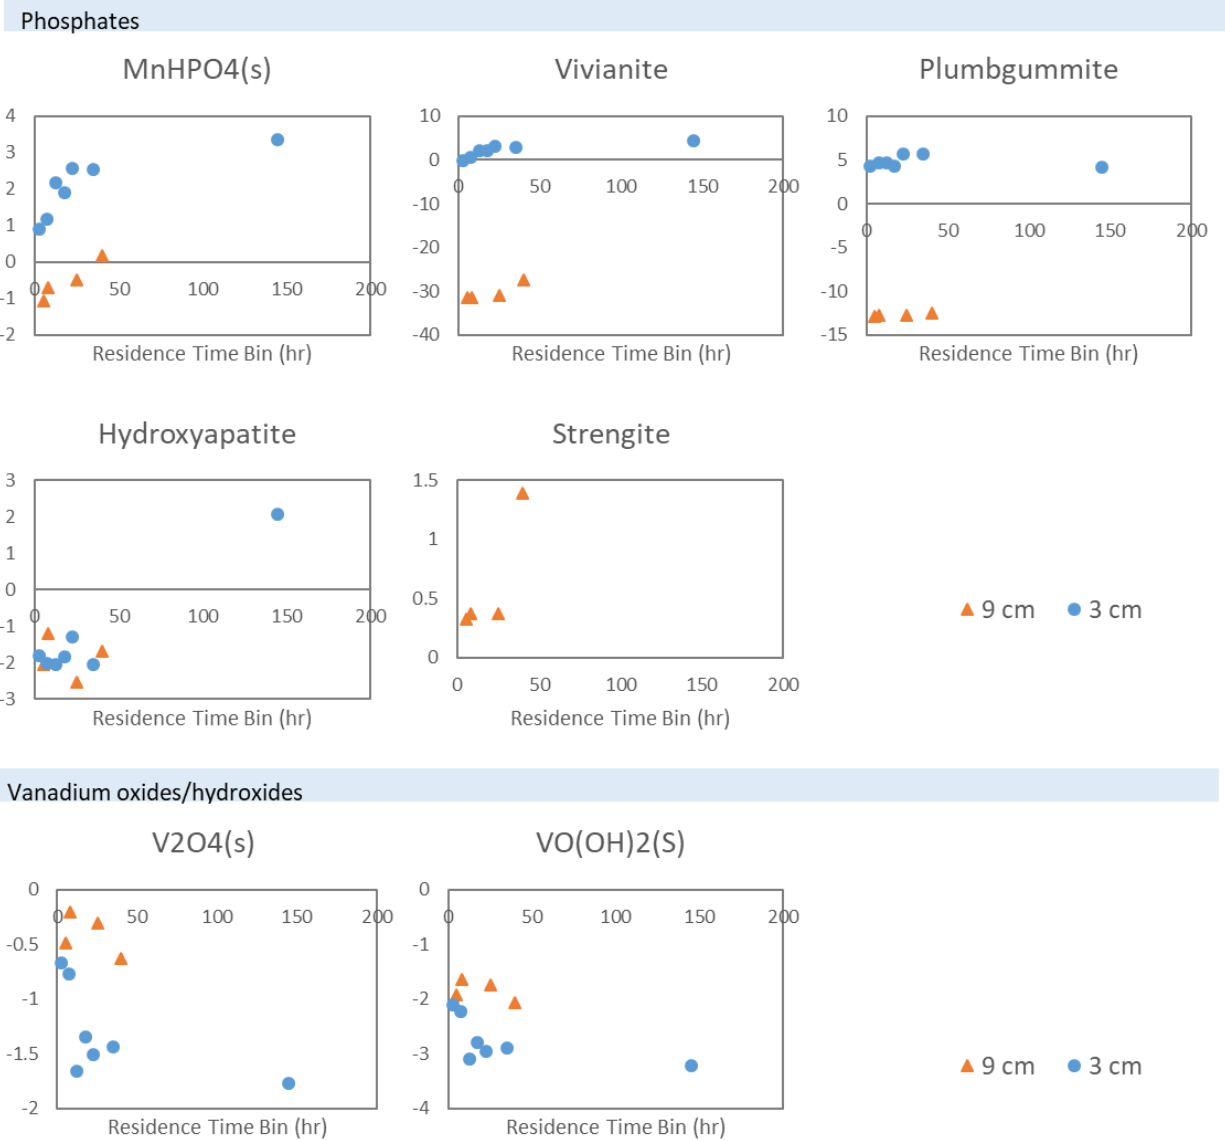 Phosphates
MnHPO4(s) Vivianite Plumbgummite
4 10 10
3 0 5
2 0 50 100 150 200 0
1 -10 0 50 100 150 200
0 -20 -5
0 50 100 150 200 -30 -10
-1 -40 -15
-2
Residence Time Bin (hr) Residence Time Bin (hr) Residence Time Bin (hr)
Hydroxyapatite Strengite
3 1.5
2 1
1 0.5
0 0
0 50 100 150 200 0 50 100 150 200
-1
-2
-3
Residence Time Bin (hr) Residence Time Bin (hr)
9 cm 3 cm
Vanadium oxides/hydroxides
V2O4(s) VO(OH)2(S)
0 0
0 50 100 150 200 0 50 100 150 200
-0.5 -1
-1 -2
-1.5 -3
-2 -4
Residence Time Bin (hr) Residence Time Bin (hr)
9 cm 3 cm